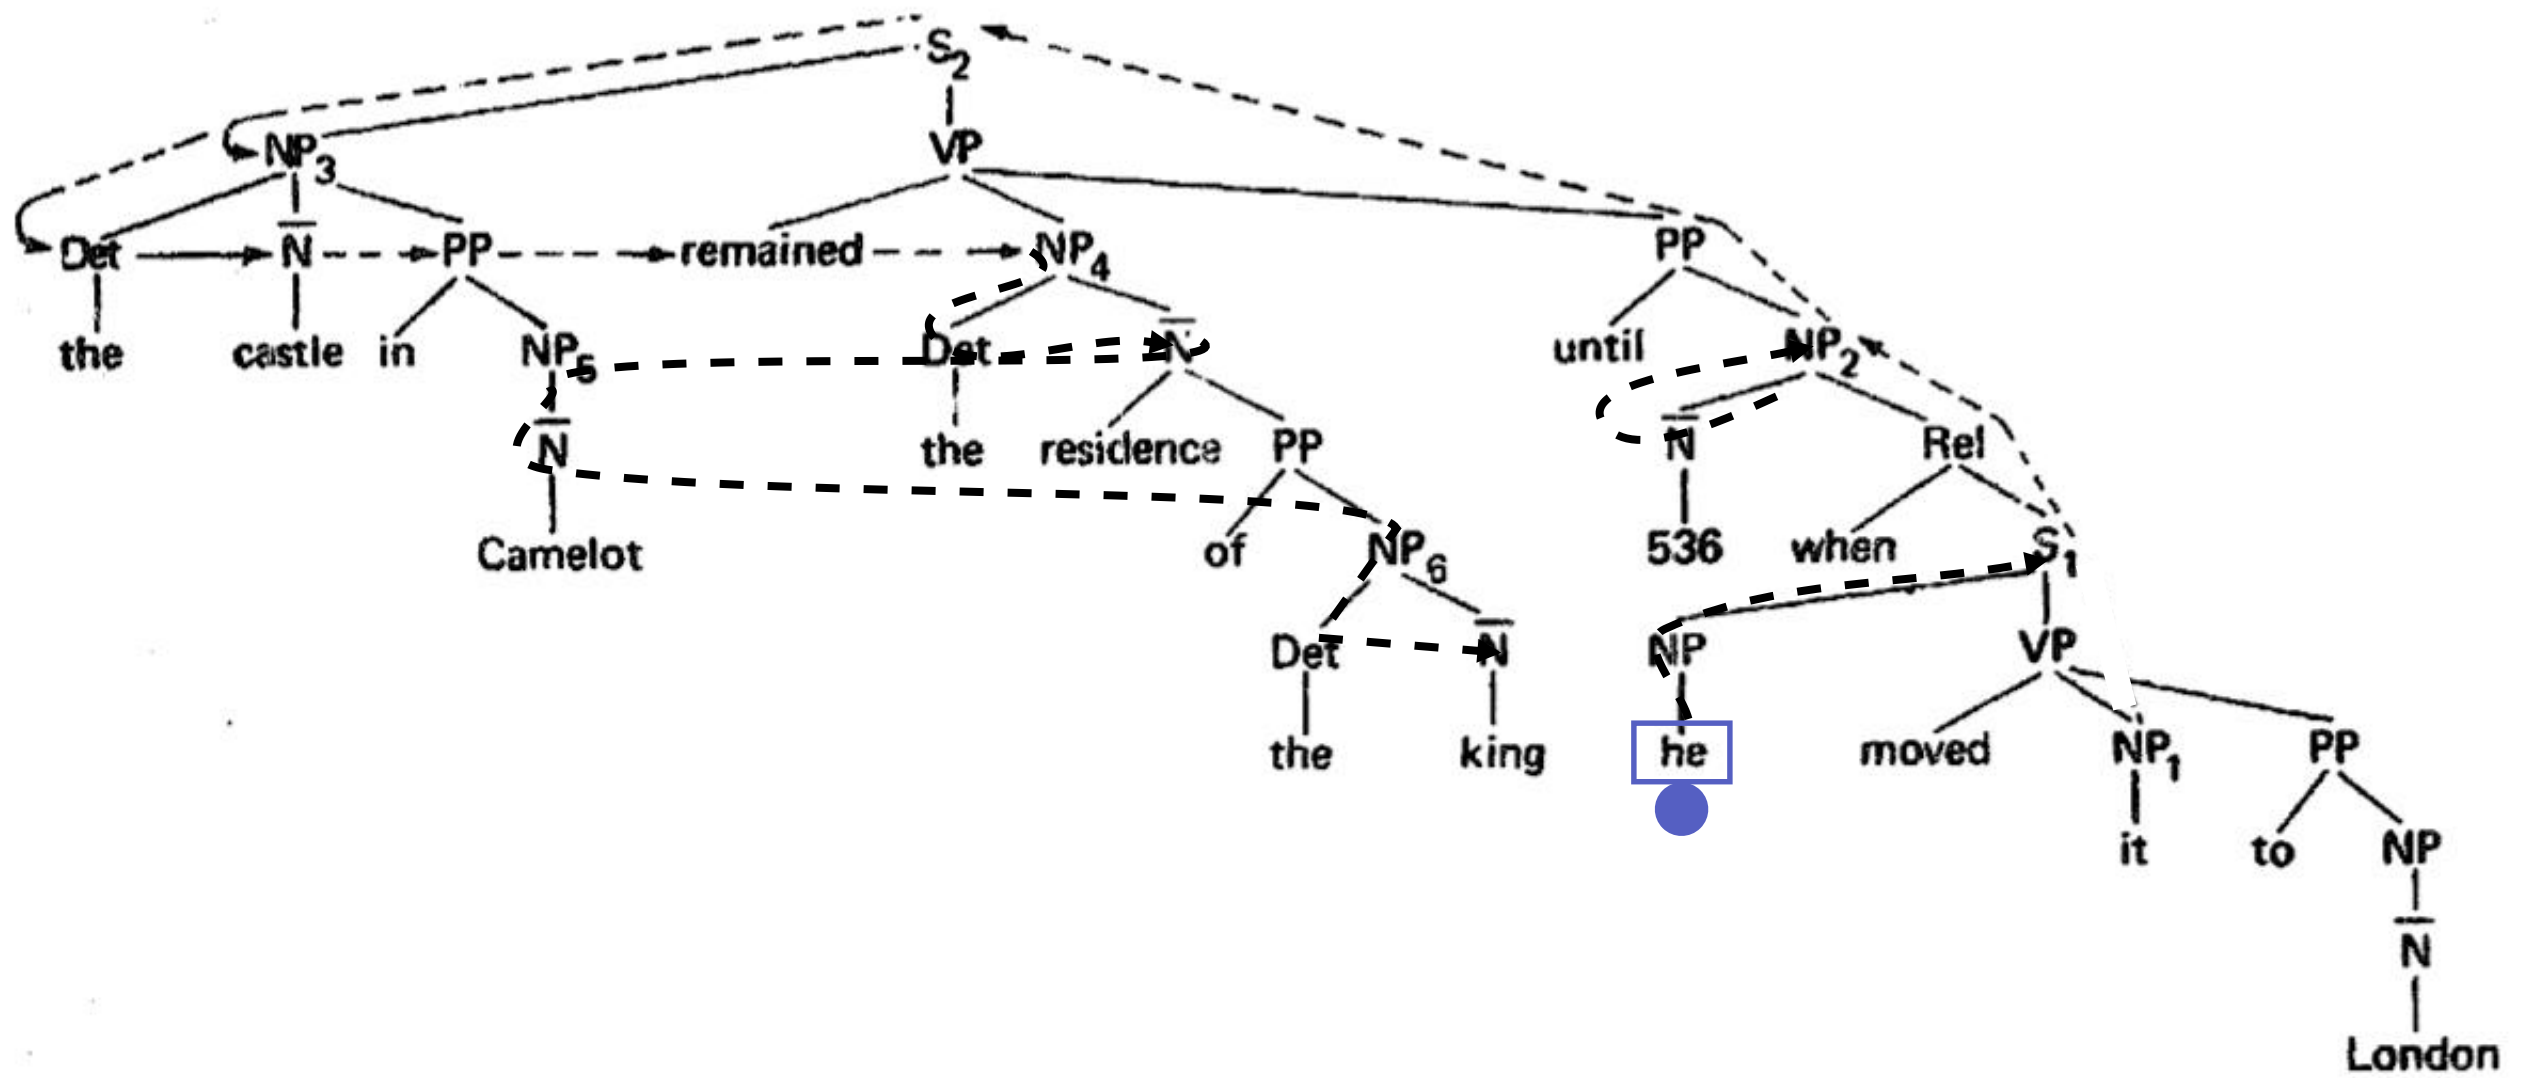 S2
NP3 VP
Det N̅ PP remained NP4 PP
the castle in NP5 Det N̅ until NP2
N̅ the residence PP N̅ Rel
Camelot of NP6 536 when S1
Det N̅ NP VP
the king he moved NP1 PP
it to NP
N̅
London